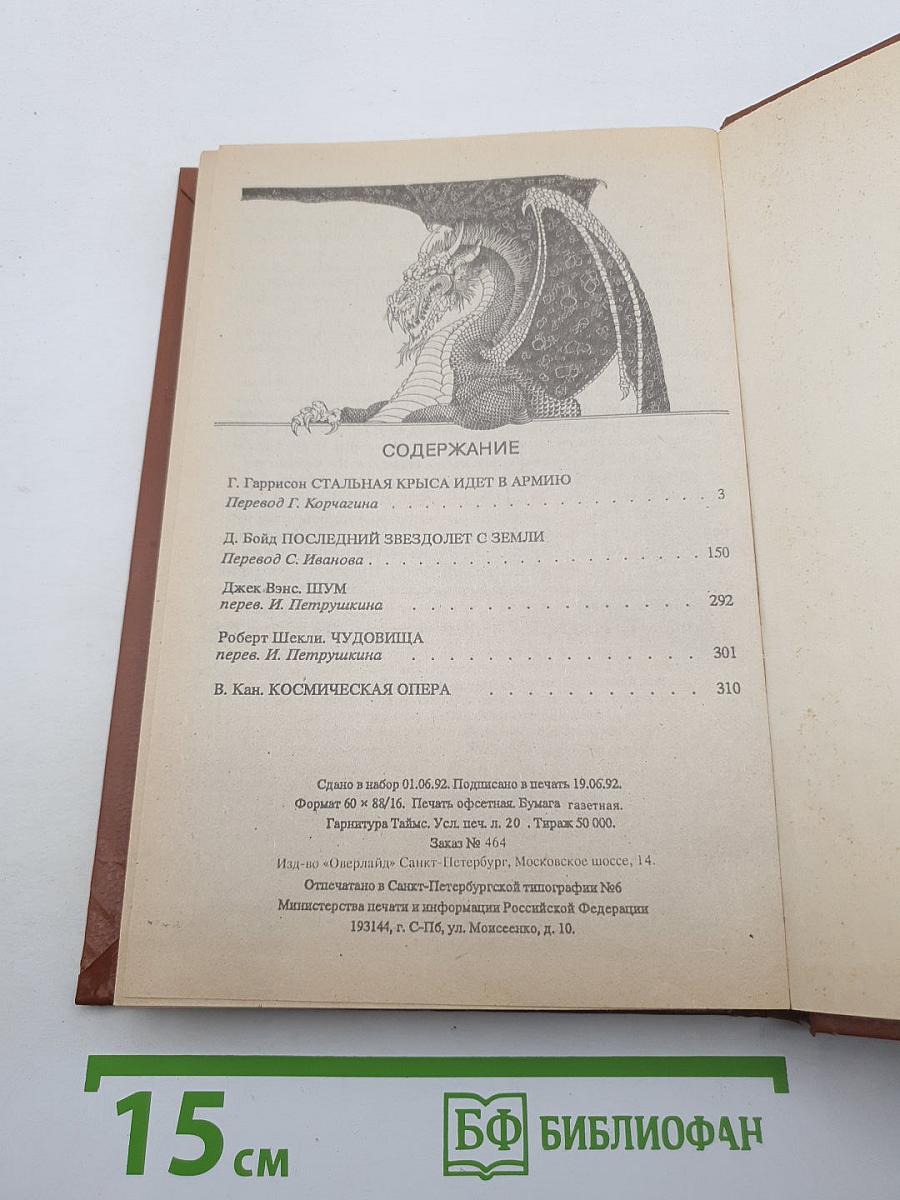 СОДЕРЖАНИЕ
Г. Гаррисон СТАЛЬНАЯ КРЫСА ИДЕТ В АРМИЮ
Перевод Г. Корчагина . . . . . . . . . . . . . . . . . . 3
Д. Бойд ПОСЛЕДНИЙ ЗВЕЗДОЛЕТ С ЗЕМЛИ
Перевод С. Иванова . . . . . . . . . . . . . . . . . . . 150
Джек Вэнс. ШУМ
перев. И. Петрушкина . . . . . . . . . . . . . . . 292
Роберт Шекли. ЧУДОВИЩА
перев. И. Петрушкина . . . . . . . . . . . . . . . 301
В. Кан. КОСМИЧЕСКАЯ ОПЕРА . . . . . . . . . . . 310
Сдано в набор 01.06.92. Подписано в печать 19.06.92.
Формат 60 × 88/16. Печать офсетная. Бумага газетная.
Гарнитура Таймс. Усл. печ. л. 20 . Тираж 50 000.
Заказ № 464
Изд-во «Оверлайд» Санкт-Петербург, Московское шоссе, 14.
Отпечатано в Санкт-Петербургской типографии №6
Министерства печати и информации Российской Федерации
193144, г. С-Пб, ул. Моисеенко, д. 10.
15 см
БФ БИБЛИОФАН